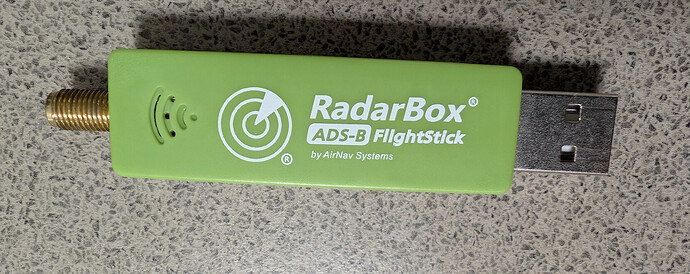 RadarBox®
ADS-B FlightStick
by AirNav Systems
®